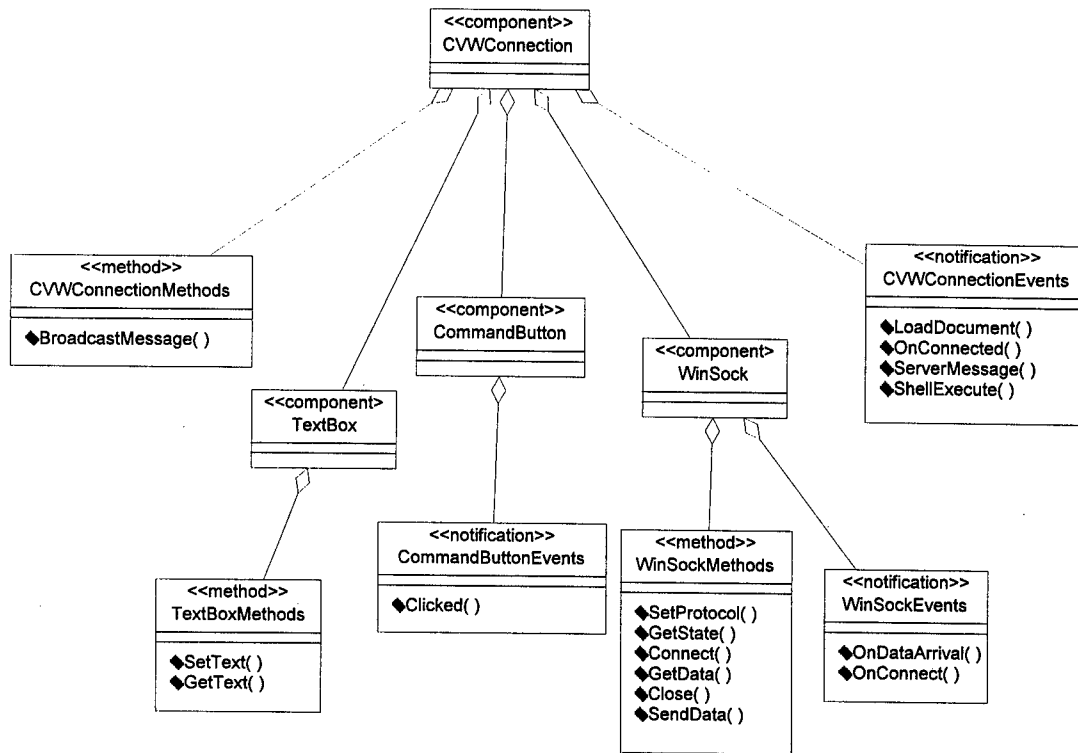 <<component>>
CVWConnection
<<method>>
CVWConnectionMethods
◆BroadcastMessage( )
<<component>
TextBox
<<method>>
TextBoxMethods
◆SetText( )
◆GetText( )
<<component>>
CommandButton
<<notification>>
CommandButtonEvents
◆Clicked( )
<<component>
WinSock
<<method>>
WinSockMethods
◆SetProtocol( )
◆GetState( )
◆Connect( )
◆GetData( )
◆Close( )
◆SendData( )
<<notification>>
WinSockEvents
◆OnDataArrival( )
◆OnConnect( )
<<notification>>
CVWConnectionEvents
◆LoadDocument( )
◆OnConnected( )
◆ServerMessage( )
◆ShellExecute( )